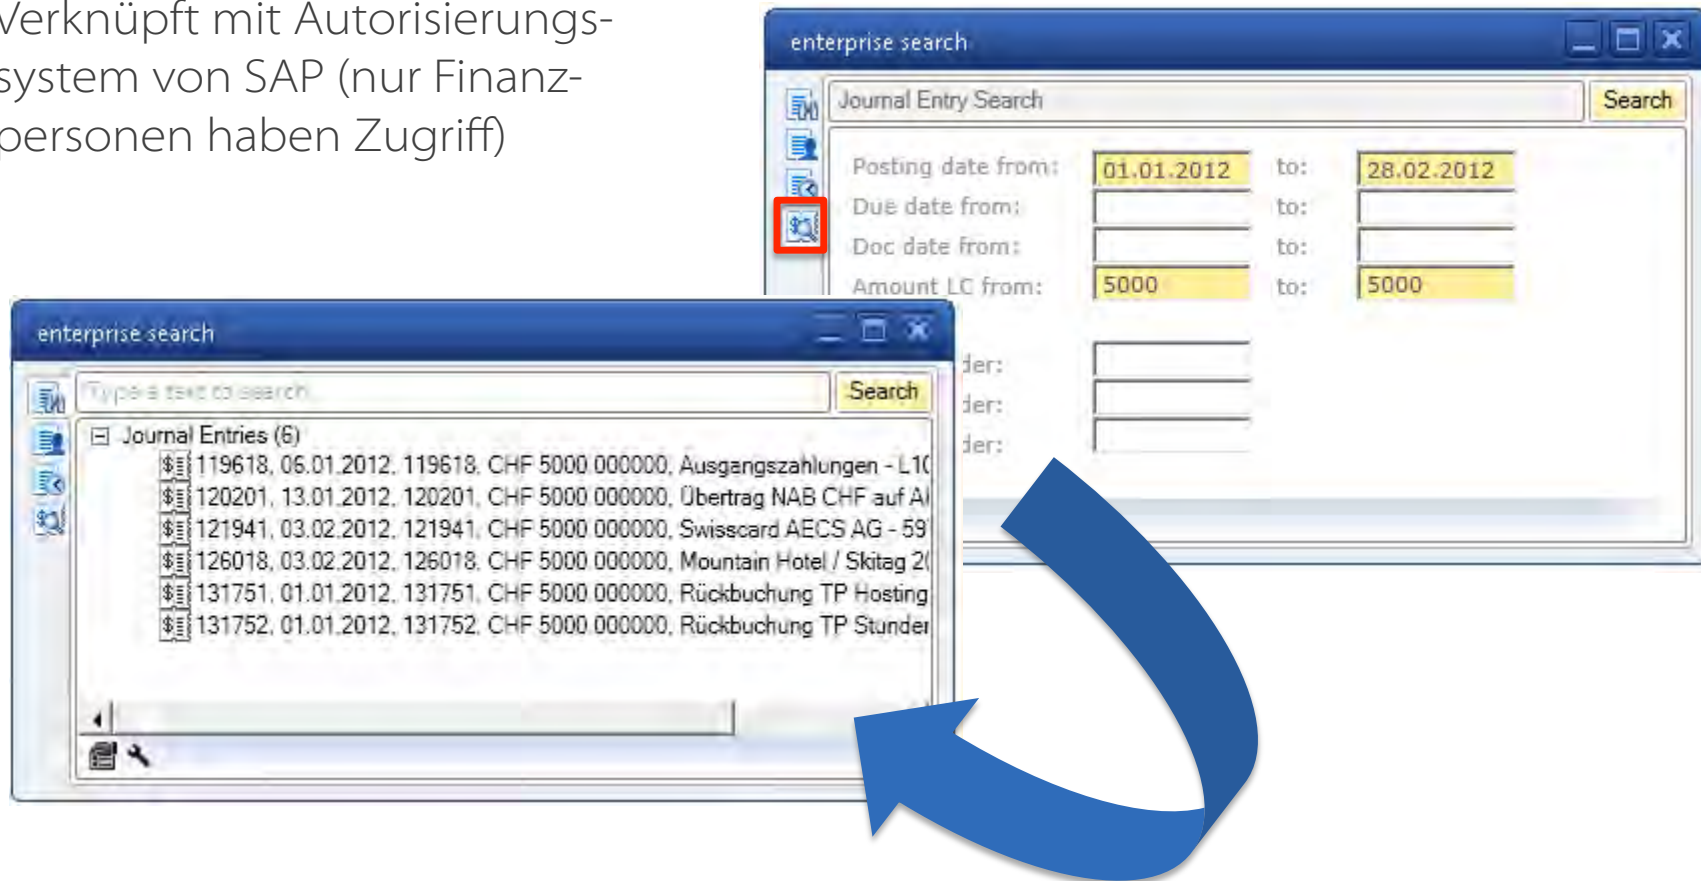 Verknüpft mit Autorisierungs-
system von SAP (nur Finanz-
personen haben Zugriff)
enterprise search
Journal Entry Search
Search
Posting date from: 01.01.2012 to: 28.02.2012
Due date from: to:
Doc date from: to:
Amount LC from: 5000 to: 5000
der:
der:
der:
enterprise search
Type a text to search
Search
Journal Entries (6)
119618, 06.01.2012, 119618, CHF 5000.000000, Ausgangszahlungen - L10
120201, 13.01.2012, 120201, CHF 5000.000000, Übertrag NAB CHF auf
121941, 03.02.2012, 121941, CHF 5000.000000, Swisscard AECS AG - 59
126018, 03.02.2012, 126018, CHF 5000.000000, Mountain Hotel / Skitag
131751, 01.01.2012, 131751, CHF 5000.000000, Rückbuchung TP Hosting
131752, 01.01.2012, 131752, CHF 5000.000000, Rückbuchung TP Stunden